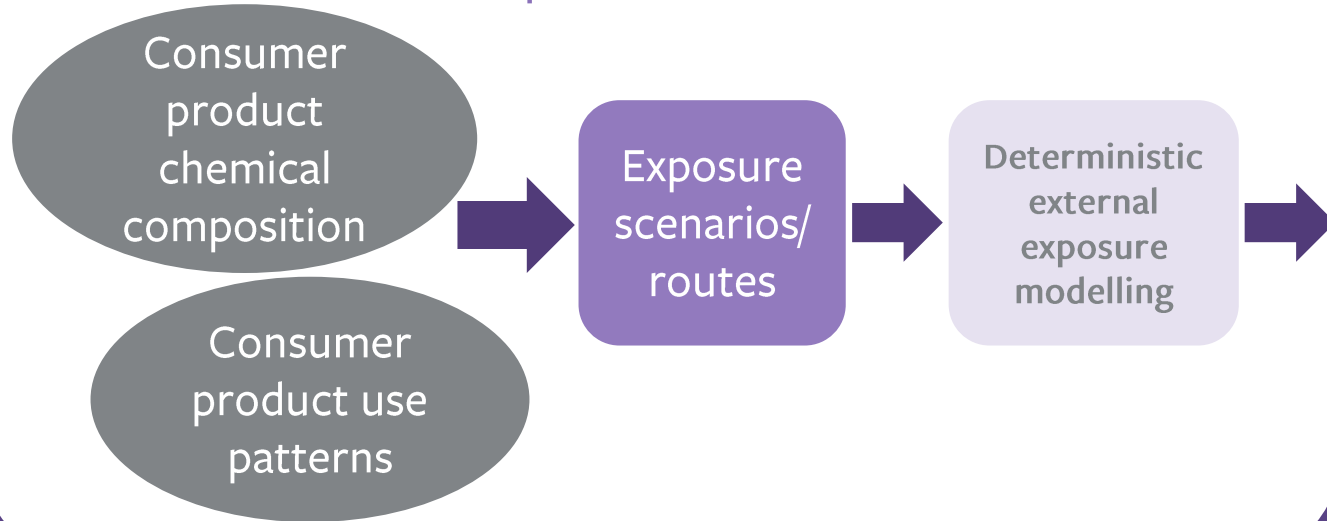 Consumer
product
chemical
composition
Exposure
scenarios/
routes
Deterministic
external
exposure
modelling
Consumer
product use
patterns